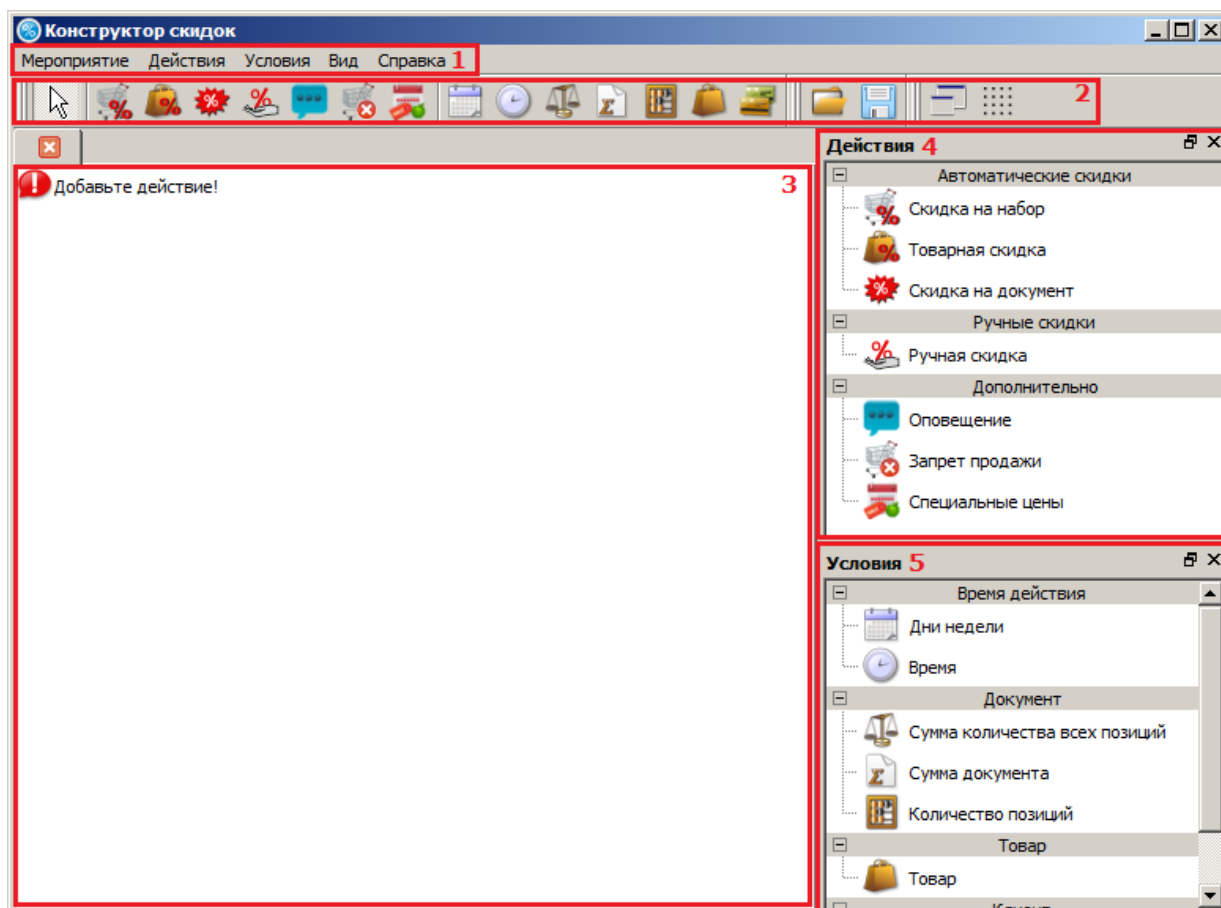 Конструктор скидок
Мероприятие Действия Условия Вид Справка 1
2
Действия 4
Добавьте действие! 3
Автоматические скидки
Скидка на набор
Товарная скидка
Скидка на документ
Ручные скидки
Ручная скидка
Дополнительно
Оповещение
Запрет продажи
Специальные цены
Условия 5
Время действия
Дни недели
Время
Документ
Сумма количества всех позиций
Сумма документа
Количество позиций
Товар
Товар